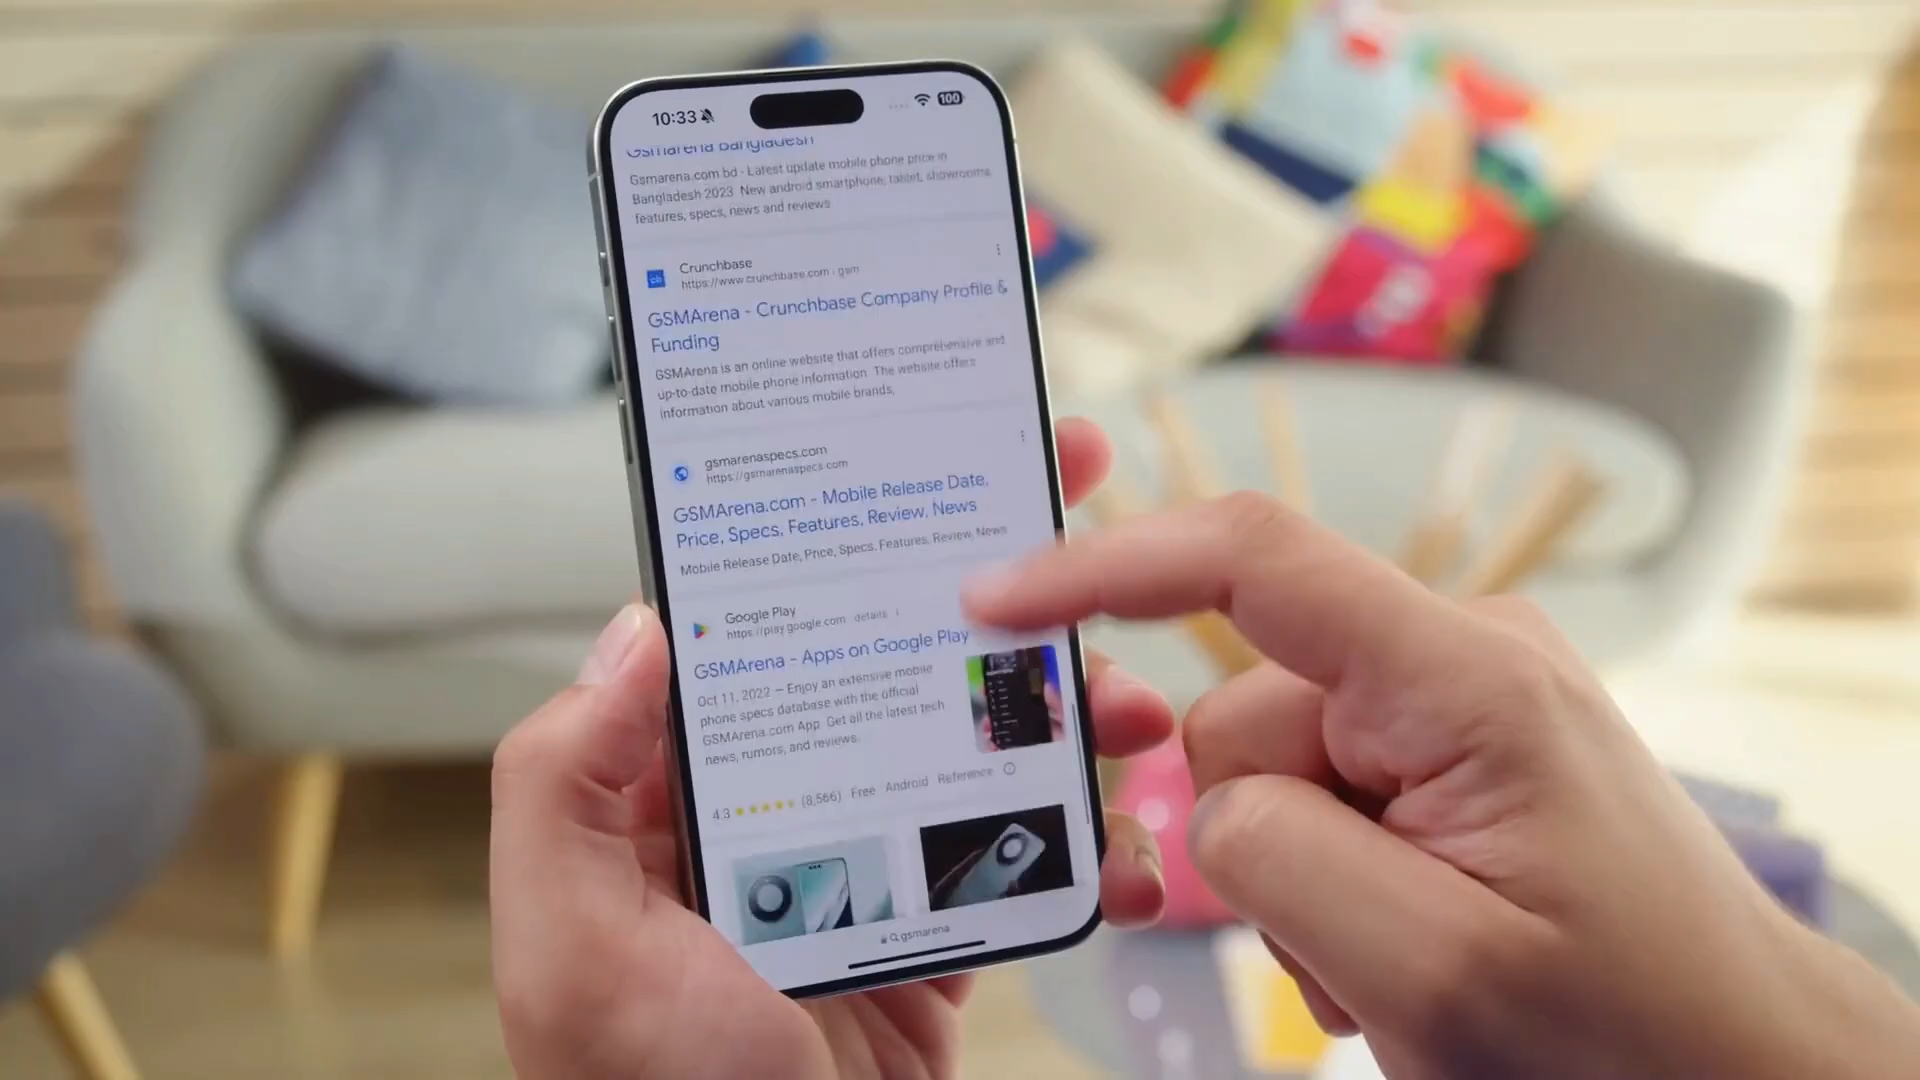 10:33
100
Gsmarena Bangladesh
Gsmarena.com.bd - Latest update mobile phone price in
Bangladesh 2023. New android smartphone, tablet, showrooms,
features, specs, news and reviews
Crunchbase
https://www.crunchbase.com › gsm
GSMArena - Crunchbase Company Profile &
Funding
GSMArena is an online website that offers comprehensive and
up-to-date mobile phone information. The website offers
information about various mobile brands,
gsmarenaspecs.com
https://gsmarenaspecs.com
GSMArena.com - Mobile Release Date,
Price, Specs, Features, Review, News
Mobile Release Date, Price, Specs, Features, Review, News
Google Play
https://play.google.com › details
GSMArena - Apps on Google Play
Oct 11, 2022 — Enjoy an extensive mobile
phone specs database with the official
GSMArena.com App. Get all the latest tech
news, rumors, and reviews.
4.3 (8,566) Free Android Reference
gsmarena